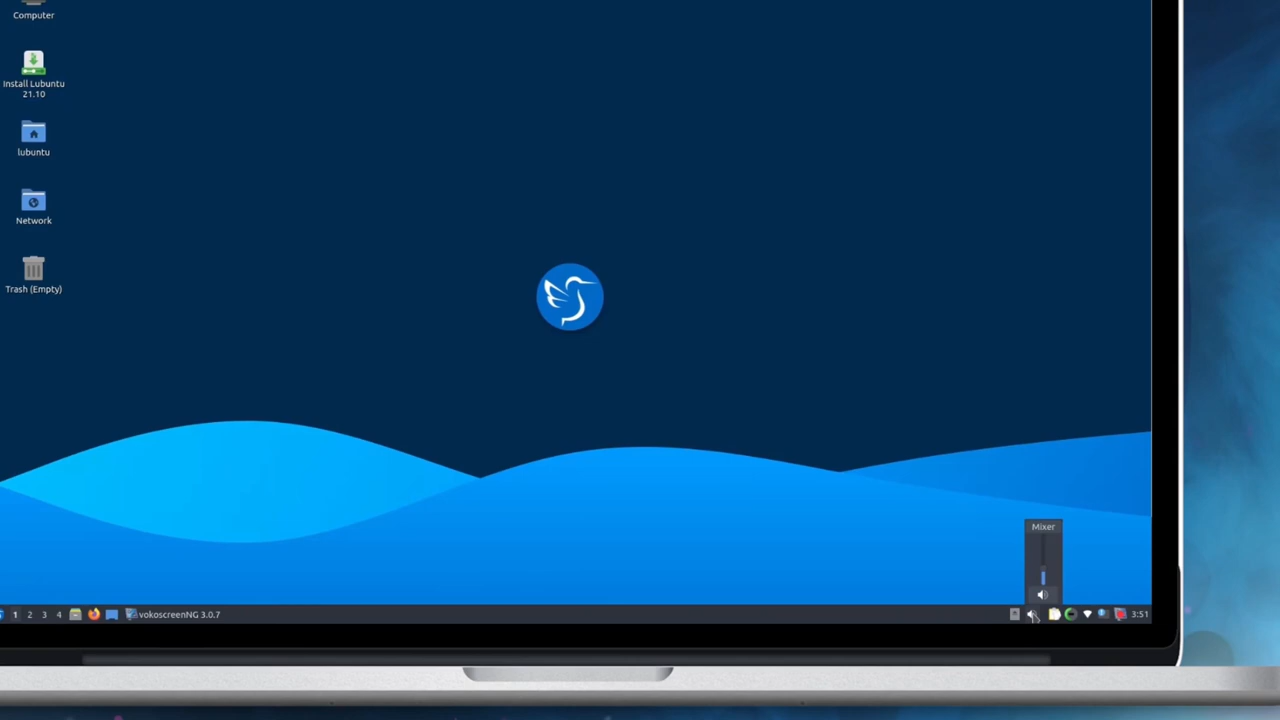 Computer
Install Lubuntu
21.10
lubuntu
Network
Trash (Empty)
Mixer
1 2 3 4 vokoscreenNG 3.0.7 3:51